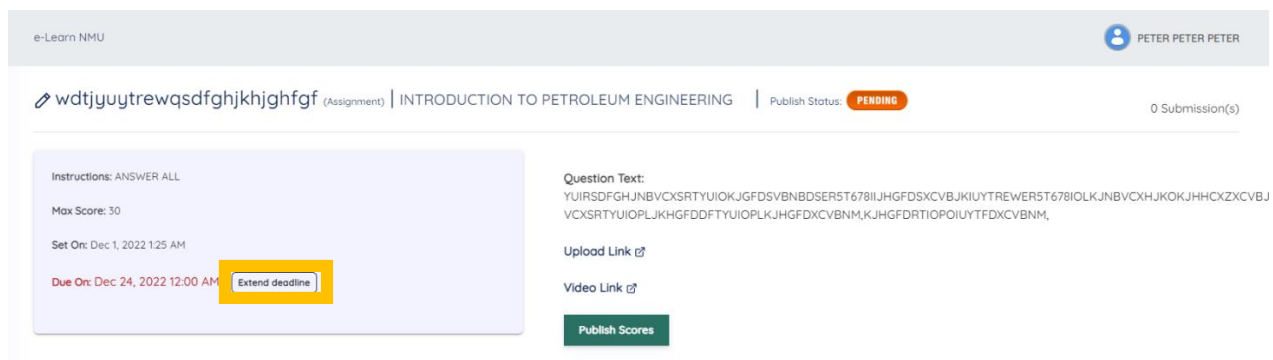 e-Learn NMU
PETER PETER PETER
wdtjyuytrewqsdfghjkhjghfgf (Assignment) | INTRODUCTION TO PETROLEUM ENGINEERING | Publish Status: PENDING
0 Submission(s)
Instructions: ANSWER ALL
Max Score: 30
Set On: Dec 1, 2022 1:25 AM
Due On: Dec 24, 2022 12:00 AM Extend deadline
Question Text:
YUIRSDFGHJNBVCXSRTYUIOKJGFDSVBNBDSER5T678IIJHGFDSXCVBJKIUYTREWER5T678IOLKJNBVCXHJKOKJHHCXZXCVBJ
VCXSRTYUIOPLJKHGFDDFTYUIOPLKJHGFDXCVBNM,KJHGFDRTIOPOIUYTFDXCVBNM,
Upload Link
Video Link
Publish Scores